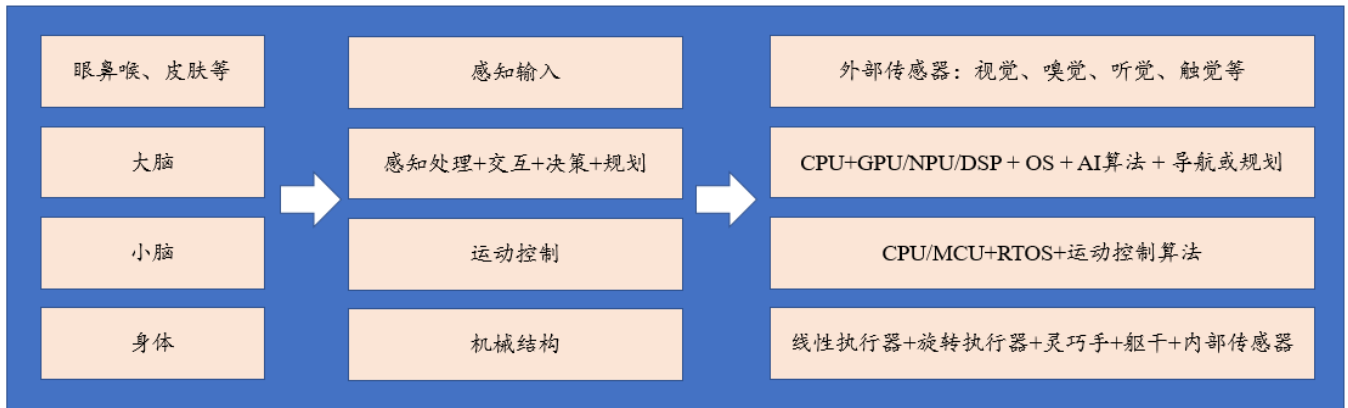 眼鼻喉、皮肤等
感知输入
外部传感器：视觉、嗅觉、听觉、触觉等
大脑
感知处理+交互+决策+规划
CPU+GPU/NPU/DSP + OS + AI算法 + 导航或规划
小脑
运动控制
CPU/MCU+RTOS+运动控制算法
身体
机械结构
线性执行器+旋转执行器+灵巧手+躯干+内部传感器